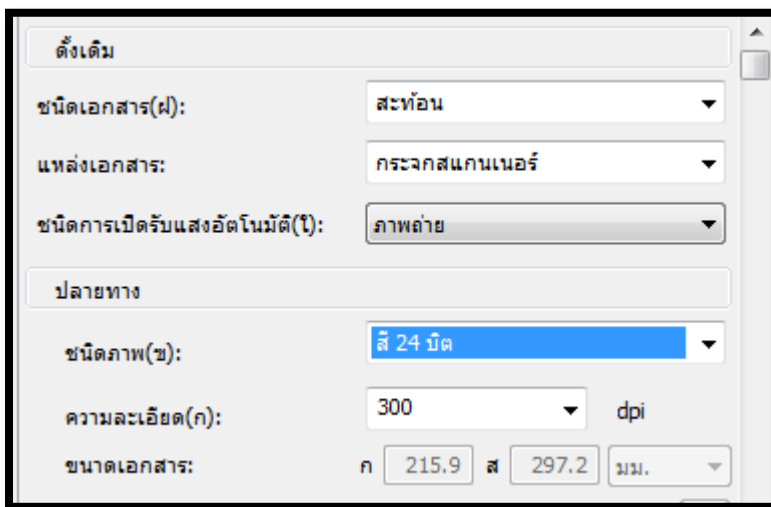 ดั้งเดิม
ชนิดเอกสาร(ฝ): สะท้อน
แหล่งเอกสาร: กระจกสแกนเนอร์
ชนิดการเปิดรับแสงอัตโนมัติ(ใ): ภาพถ่าย
ปลายทาง
ชนิดภาพ(ข): สี 24 บิต
ความละเอียด(ก): 300 dpi
ขนาดเอกสาร: ก 215.9 ส 297.2 มม.